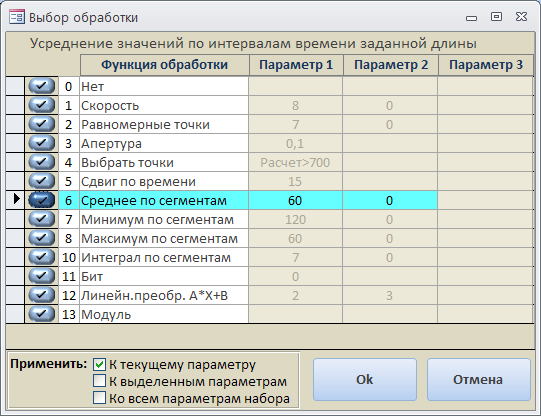 Выбор обработки
Усреднение значений по интервалам времени заданной длины
Функция обработки Параметр 1 Параметр 2 Параметр 3
0 Нет
1 Скорость 8 0
2 Равномерные точки 7 0
3 Апертура 0,1
4 Выбрать точки Расчет>700
5 Сдвиг по времени 15
6 Среднее по сегментам 60 0
7 Минимум по сегментам 120 0
8 Максимум по сегментам 60 0
10 Интеграл по сегментам 7 0
11 Бит 0
12 Линейн.преобр. A*X+B 2 3
13 Модуль
Применить: К текущему параметру
К выделенным параметрам
Ко всем параметрам набора
Ok Отмена